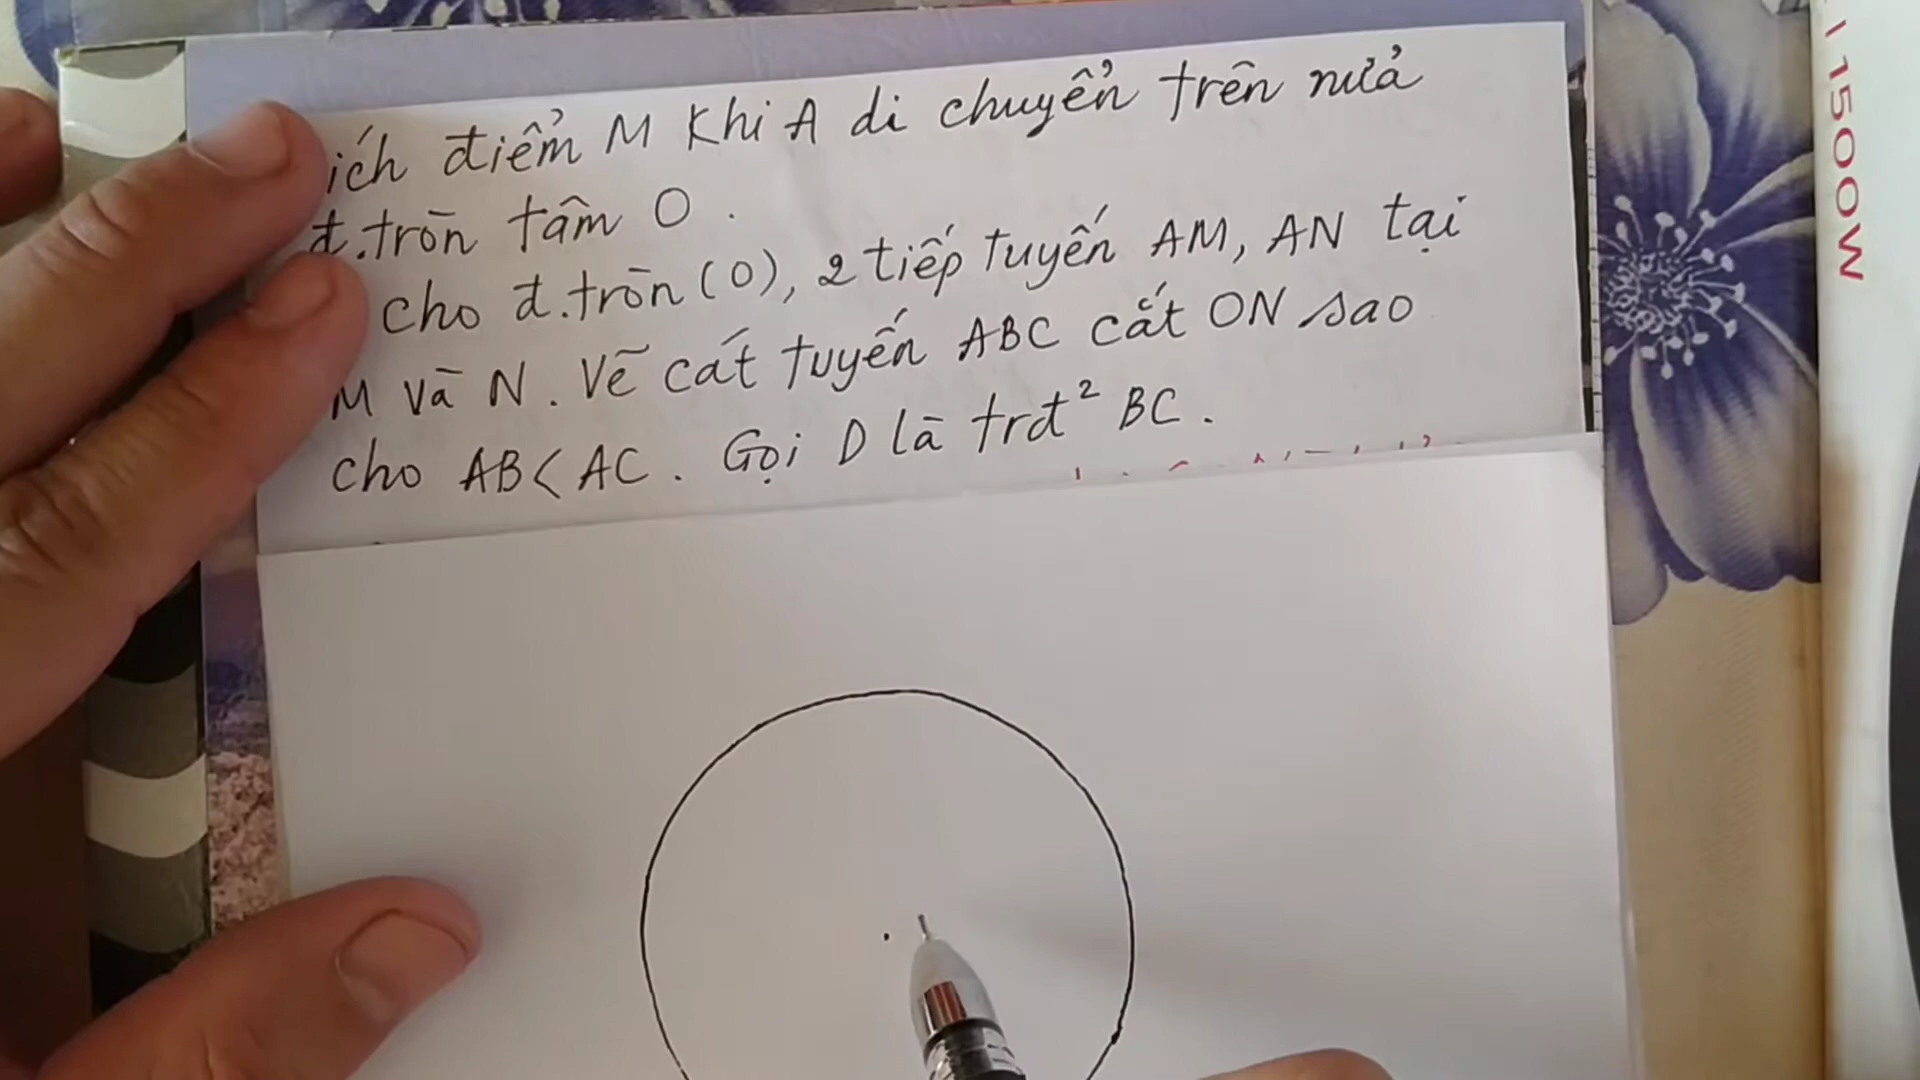 ích điểm M khi A di chuyển trên nửa
đ.tròn tâm O.
cho đ.tròn (O), 2 tiếp tuyến AM, AN tại
M và N. Vẽ cát tuyến ABC cắt ON sao
cho AB < AC. Gọi D là trđ² BC.
1500W